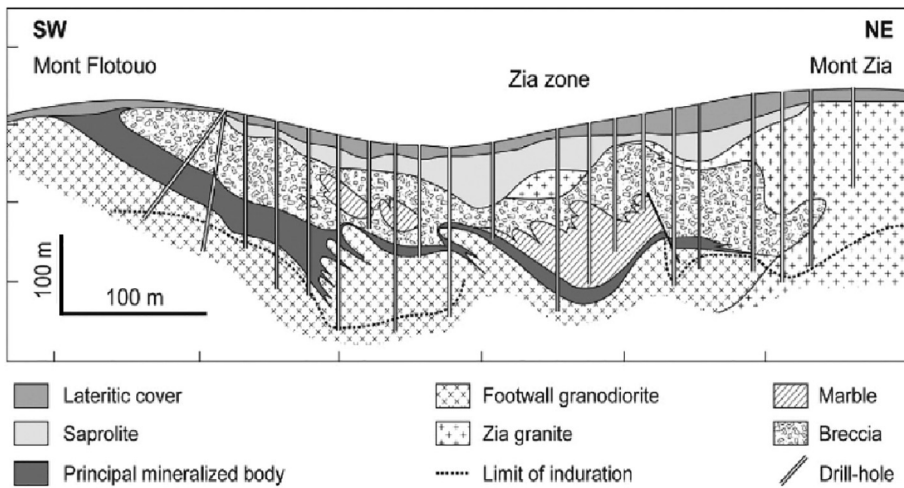 SW
NE
Mont Flotouo
Zia zone
Mont Zia
100 m
100 m
Lateritic cover
Footwall granodiorite
Marble
Saprolite
Zia granite
Breccia
Principal mineralized body
Limit of induration
Drill-hole